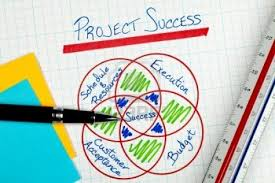 PROJECT SUCCESS
Schedule &
Resources
Execution
Success
Customer
Acceptance
Budget